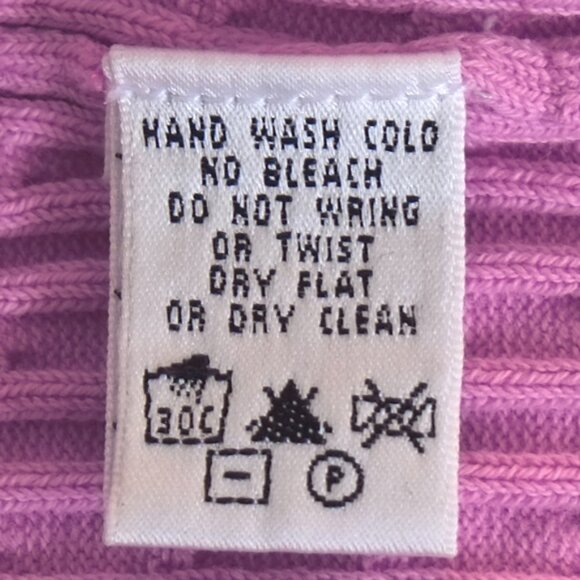 HAND WASH COLD
NO BLEACH
DO NOT WRING
OR TWIST
DRY FLAT
OR DRY CLEAN
30C
P